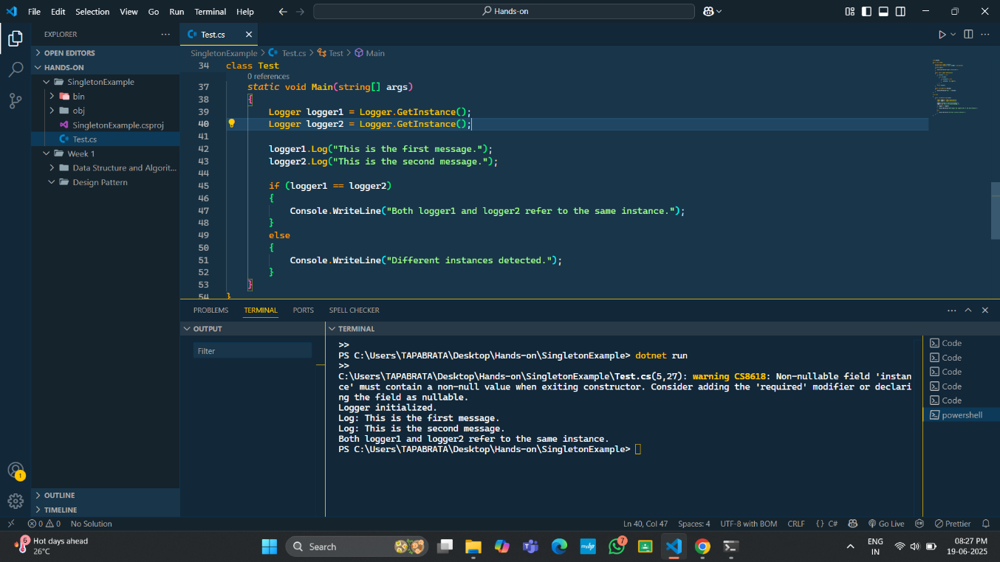 File Edit Selection View Go Run Terminal Help
Hands-on
EXPLORER
OPEN EDITORS
HANDS-ON
SingletonExample
bin
obj
SingletonExample.csproj
Test.cs
Week 1
Data Structure and Algorit...
Design Pattern
OUTLINE
TIMELINE
Test.cs
SingletonExample > Test.cs > Test > Main
34 class Test
0 references
37 static void Main(string[] args)
38 {
39 Logger logger1 = Logger.GetInstance();
40 Logger logger2 = Logger.GetInstance();
41
42 logger1.Log("This is the first message.");
43 logger2.Log("This is the second message.");
44
45 if (logger1 == logger2)
46 {
47 Console.WriteLine("Both logger1 and logger2 refer to the same instance.");
48 }
49 else
50 {
51 Console.WriteLine("Different instances detected.");
52 }
53 }
54 }
PROBLEMS TERMINAL PORTS SPELL CHECKER
OUTPUT
Filter
TERMINAL
>>
PS C:\Users\TAPABRATA\Desktop\Hands-on\SingletonExample> dotnet run
>>
C:\Users\TAPABRATA\Desktop\Hands-on\SingletonExample\Test.cs(5,27): warning CS8618: Non-nullable field 'instan
ce' must contain a non-null value when exiting constructor. Consider adding the 'required' modifier or declari
ng the field as nullable.
Logger initialized.
Log: This is the first message.
Log: This is the second message.
Both logger1 and logger2 refer to the same instance.
PS C:\Users\TAPABRATA\Desktop\Hands-on\SingletonExample>
Code
Code
Code
Code
Code
powershell
1
0 0 No Solution
Ln 40, Col 47 Spaces: 4 UTF-8 with BOM CRLF {} C# Go Live Prettier
6
Hot days ahead
26°C
Search
myhp
7
ENG
IN
08:27 PM
19-06-2025